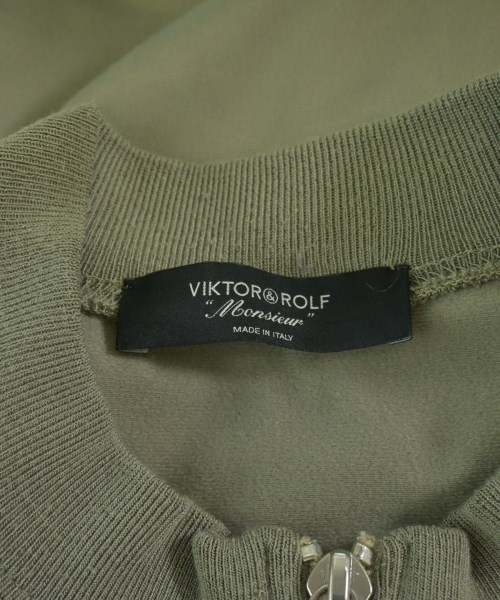 VIKTOR&ROLF
"Monsieur"
MADE IN ITALY